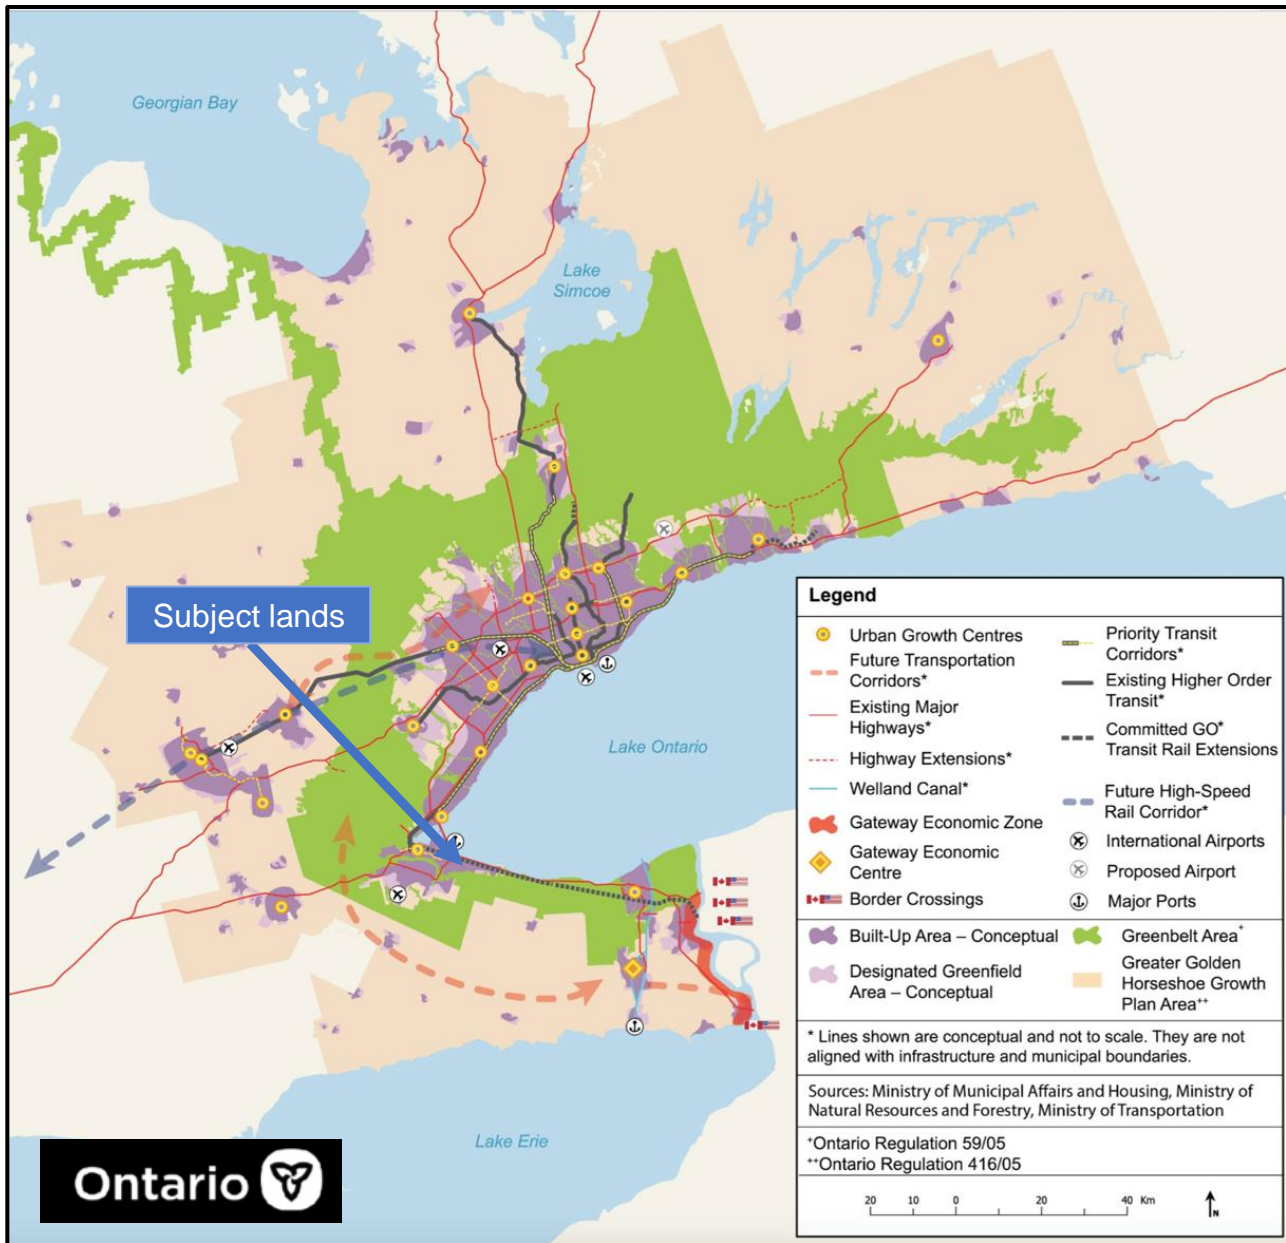 Georgian Bay
Lake
Simcoe
Subject lands
Lake Ontario
Lake Erie
Ontario
Legend
Urban Growth Centres
Future Transportation
Corridors*
Existing Major
Highways*
Highway Extensions*
Welland Canal*
Gateway Economic Zone
Gateway Economic
Centre
Border Crossings
Priority Transit
Corridors*
Existing Higher Order
Transit*
Committed GO*
Transit Rail Extensions
Future High-Speed
Rail Corridor*
International Airports
Proposed Airport
Major Ports
Built-Up Area – Conceptual
Designated Greenfield
Area – Conceptual
Greenbelt Area+
Greater Golden
Horseshoe Growth
Plan Area++
* Lines shown are conceptual and not to scale. They are not
aligned with infrastructure and municipal boundaries.
Sources: Ministry of Municipal Affairs and Housing, Ministry of
Natural Resources and Forestry, Ministry of Transportation
+Ontario Regulation 59/05
++Ontario Regulation 416/05
20 10 0 20 40 Km
N